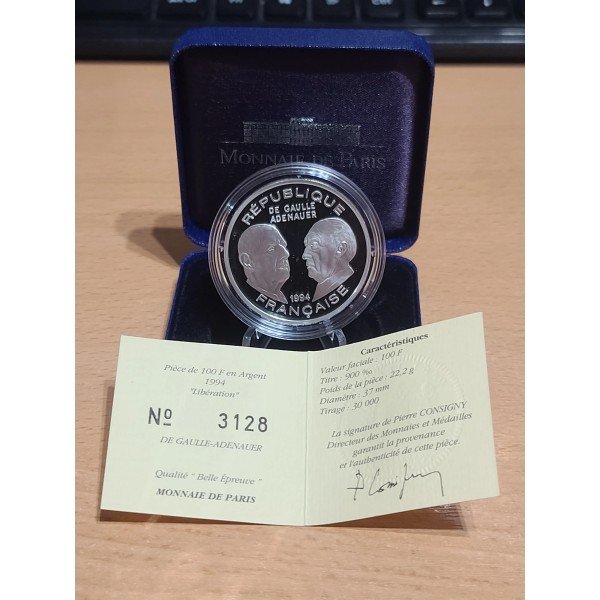 MONNAIE DE PARIS
RÉPUBLIQUE
DE GAULLE
ADENAUER
1994
FRANÇAISE
Pièce de 100 F en Argent
1994
"Libération"
Nº 3128
DE GAULLE-ADENAUER
Qualité " Belle Épreuve "
MONNAIE DE PARIS
Caractéristiques
Valeur faciale : 100 F
Titre : 900 ‰
Poids de la pièce : 22,2 g
Diamètre : 37 mm
Tirage : 30 000
La signature de Pierre CONSIGNY
Directeur des Monnaies et Médailles
garantit la provenance
et l'authenticité de cette pièce.